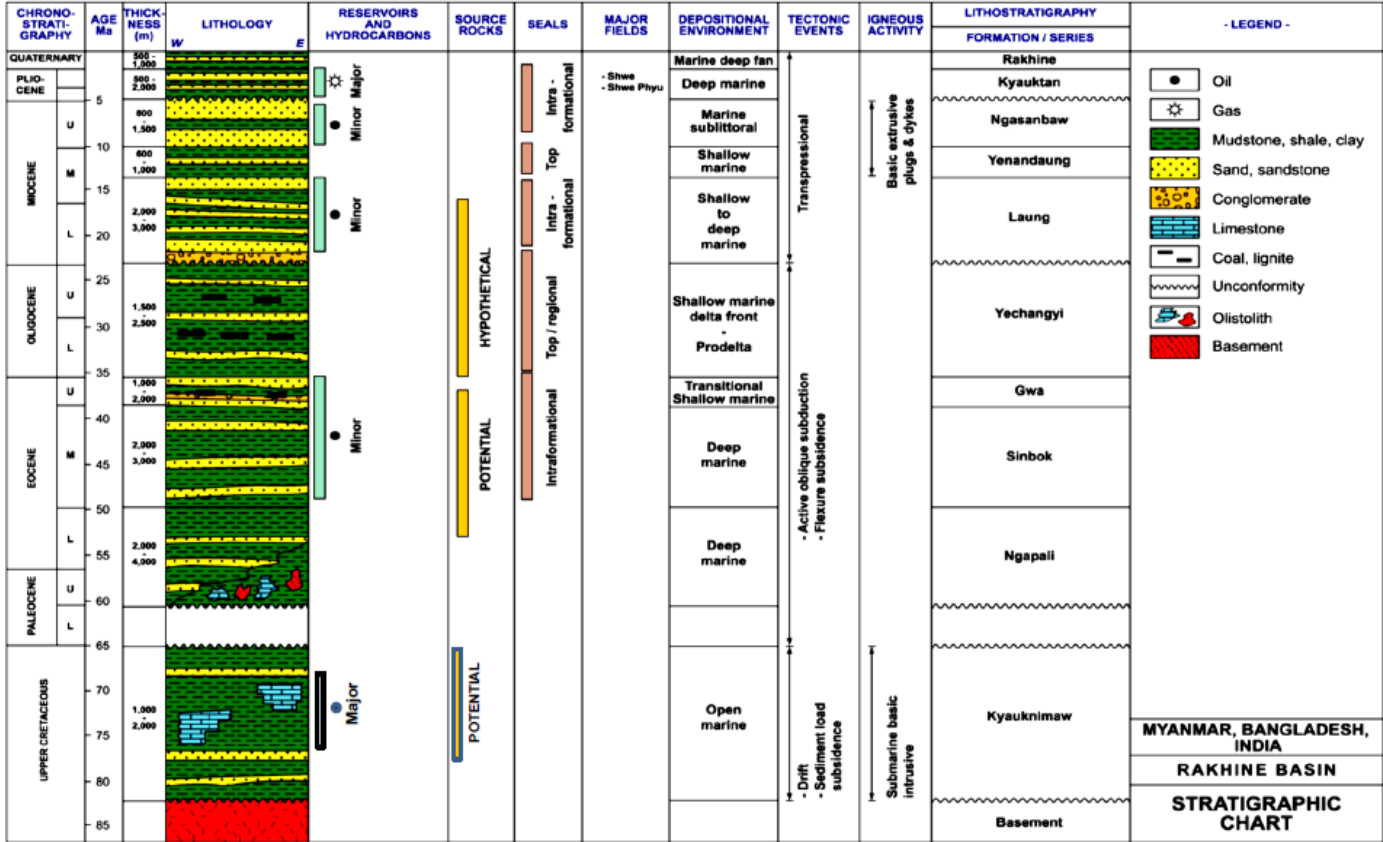 CHRONO-
STRATI-
GRAPHY
AGE
Ma
THICK-
NESS
(m)
LITHOLOGY
W
E
RESERVOIRS
AND
HYDROCARBONS
SOURCE
ROCKS
SEALS
MAJOR
FIELDS
DEPOSITIONAL
ENVIRONMENT
TECTONIC
EVENTS
IGNEOUS
ACTIVITY
LITHOSTRATIGRAPHY
FORMATION / SERIES
- LEGEND -
QUATERNARY
PLIO-
CENE
MIOCENE
U
M
L
OLIGOCENE
U
L
EOCENE
U
M
L
PALEOCENE
U
L
UPPER CRETACEOUS
5
10
15
20
25
30
35
40
45
50
55
60
65
70
75
80
85
500 -
1,000
500 -
2,000
800
-
1,500
600
-
1,000
2,000
-
3,000
1,500
-
2,500
1,000
-
2,000
2,000
-
3,000
2,000
-
4,000
1,000
-
2,000
Major
Minor
Minor
Minor
Major
HYPOTHETICAL
POTENTIAL
POTENTIAL
Intra -
formational
Top
Intra -
formational
Top / regional
Intraformational
- Shwe
- Shwe Phyu
Marine deep fan
Deep marine
Marine
sublittoral
Shallow
marine
Shallow
to
deep
marine
Shallow marine
delta front
-
Prodelta
Transitional
Shallow marine
Deep
marine
Deep
marine
Open
marine
Transpressional
- Active oblique subduction
- Flexure subsidence
- Drift
- Sediment load
subsidence
Basic extrusive
plugs & dykes
Submarine basic
intrusive
Rakhine
Kyauktan
Ngasanbaw
Yenandaung
Laung
Yechangyi
Gwa
Sinbok
Ngapali
Kyauknimaw
Basement
Oil
Gas
Mudstone, shale, clay
Sand, sandstone
Conglomerate
Limestone
Coal, lignite
Unconformity
Olistolith
Basement
MYANMAR, BANGLADESH,
INDIA
RAKHINE BASIN
STRATIGRAPHIC
CHART